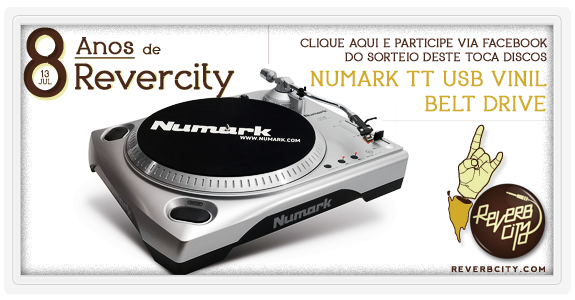 8
13
JUL
Anos de
Revercity
CLIQUE AQUI E PARTICIPE VIA FACEBOOK
DO SORTEIO DESTE TOCA DISCOS
NUMARK TT USB VINIL
BELT DRIVE
Numark
WWW.NUMARK.COM
Numark
REVERB
CITY
REVERBCITY.COM